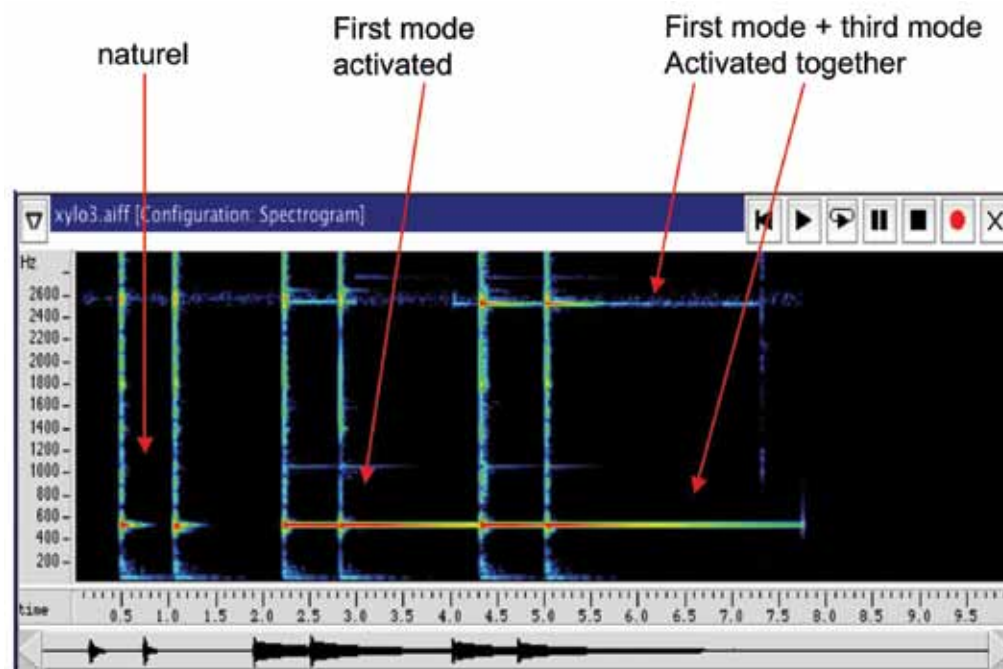 naturel
First mode
activated
First mode + third mode
Activated together
xylo3.aiff [Configuration: Spectrogram]
Hz
2600
2400
2200
2000
1800
1600
1400
1200
1000
800
600
400
200
time
0.5 1.0 1.5 2.0 2.5 3.0 3.5 4.0 4.5 5.0 5.5 6.0 6.5 7.0 7.5 8.0 8.5 9.0 9.5